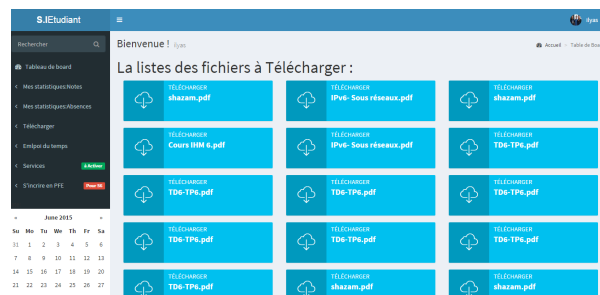 S.IEtudiant
ilyas
Rechercher
Bienvenue ! ilyas
Accueil > Table de Boa
Tableau de board
Mes statistiques:Notes
Mes statistiques:Absences
Télécharger
Emlpoi du temps
Services à Activer
S'incrire en PFE
La listes des fichiers à Télécharger :
TÉLÉCHARGER
shazam.pdf
TÉLÉCHARGER
IPv6- Sous réseaux.pdf
TÉLÉCHARGER
shazam.pdf
TÉLÉCHARGER
Cours IHM 6.pdf
TÉLÉCHARGER
IPv6- Sous réseaux.pdf
TÉLÉCHARGER
TD6-TP6.pdf
TÉLÉCHARGER
TD6-TP6.pdf
TÉLÉCHARGER
TD6-TP6.pdf
TÉLÉCHARGER
TD6-TP6.pdf
TÉLÉCHARGER
TD6-TP6.pdf
TÉLÉCHARGER
TD6-TP6.pdf
TÉLÉCHARGER
TD6-TP6.pdf
TÉLÉCHARGER
TD6-TP6.pdf
TÉLÉCHARGER
shazam.pdf
TÉLÉCHARGER
shazam.pdf
« June 2015 »
Su Mo Tu We Th Fr Sa
31 1 2 3 4 5 6
7 8 9 10 11 12 13
14 15 16 17 18 19 20
21 22 23 24 25 26 27